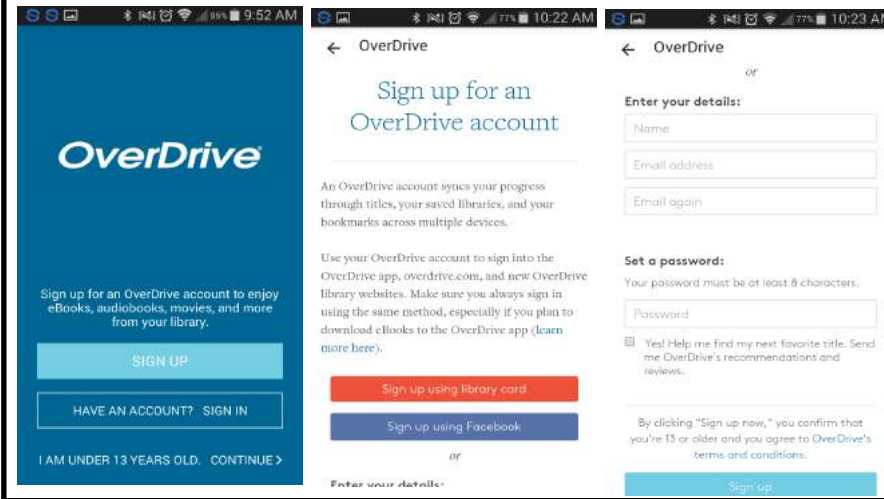 86% 9:52 AM
OverDrive
Sign up for an OverDrive account to enjoy
eBooks, audiobooks, movies, and more
from your library.
SIGN UP
HAVE AN ACCOUNT? SIGN IN
I AM UNDER 13 YEARS OLD. CONTINUE >
77% 10:22 AM
← OverDrive
Sign up for an
OverDrive account
An OverDrive account syncs your progress
through titles, your saved libraries, and your
bookmarks across multiple devices.
Use your OverDrive account to sign into the
OverDrive app, overdrive.com, and new OverDrive
library websites. Make sure you always sign in
using the same method, especially if you plan to
download eBooks to the OverDrive app (learn
more here).
Sign up using library card
Sign up using Facebook
or
Enter your details:
77% 10:23 AM
← OverDrive
or
Enter your details:
Name
Email address
Email again
Set a password:
Your password must be at least 8 characters.
Password
Yes! Help me find my next favorite title. Send
me OverDrive's recommendations and
reviews.
By clicking "Sign up now," you confirm that
you're 13 or older and you agree to OverDrive's
terms and conditions.
Sign up